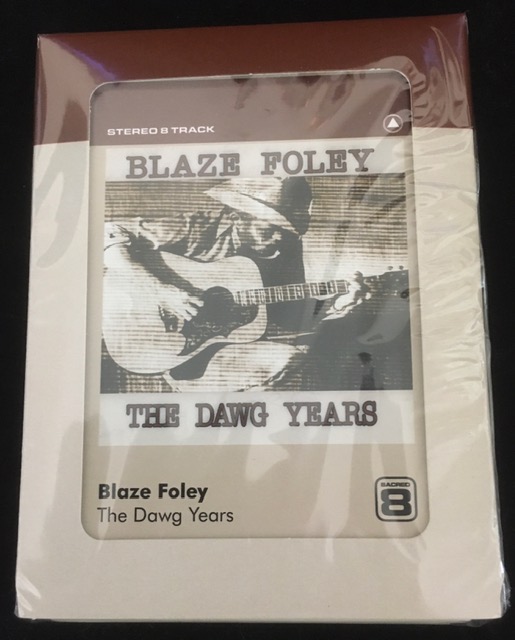 STEREO 8 TRACK
BLAZE FOLEY
THE DAWG YEARS
Blaze Foley
The Dawg Years
SACRED
8